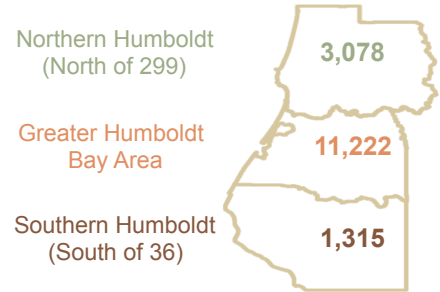 Northern Humboldt
(North of 299)
3,078
Greater Humboldt
Bay Area
11,222
Southern Humboldt
(South of 36)
1,315